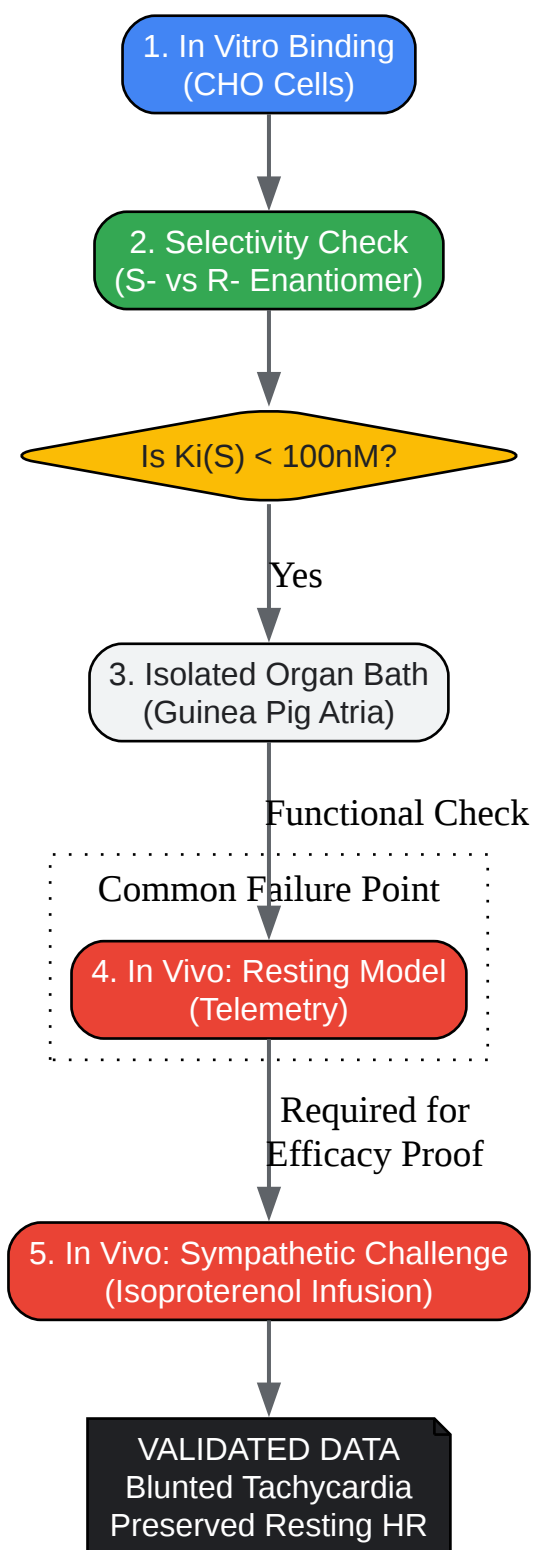 1. In Vitro Binding
(CHO Cells)
2. Selectivity Check
(S- vs R- Enantiomer)
Is Ki(S) < 100nM?
Yes
3. Isolated Organ Bath
(Guinea Pig Atria)
Functional Check
Common Failure Point
4. In Vivo: Resting Model
(Telemetry)
Required for
Efficacy Proof
5. In Vivo: Sympathetic Challenge
(Isoproterenol Infusion)
VALIDATED DATA
Blunted Tachycardia
Preserved Resting HR